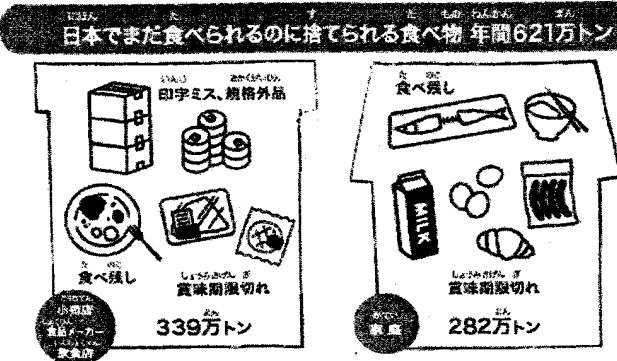 日本でまだ食べられるのに捨てられる食べ物 年間621万トン
印字ミス、規格外品
食べ残し
賞味期限切れ
小売店
食品メーカー
飲食店
339万トン
食べ残し
MILK
賞味期限切れ
家庭
282万トン